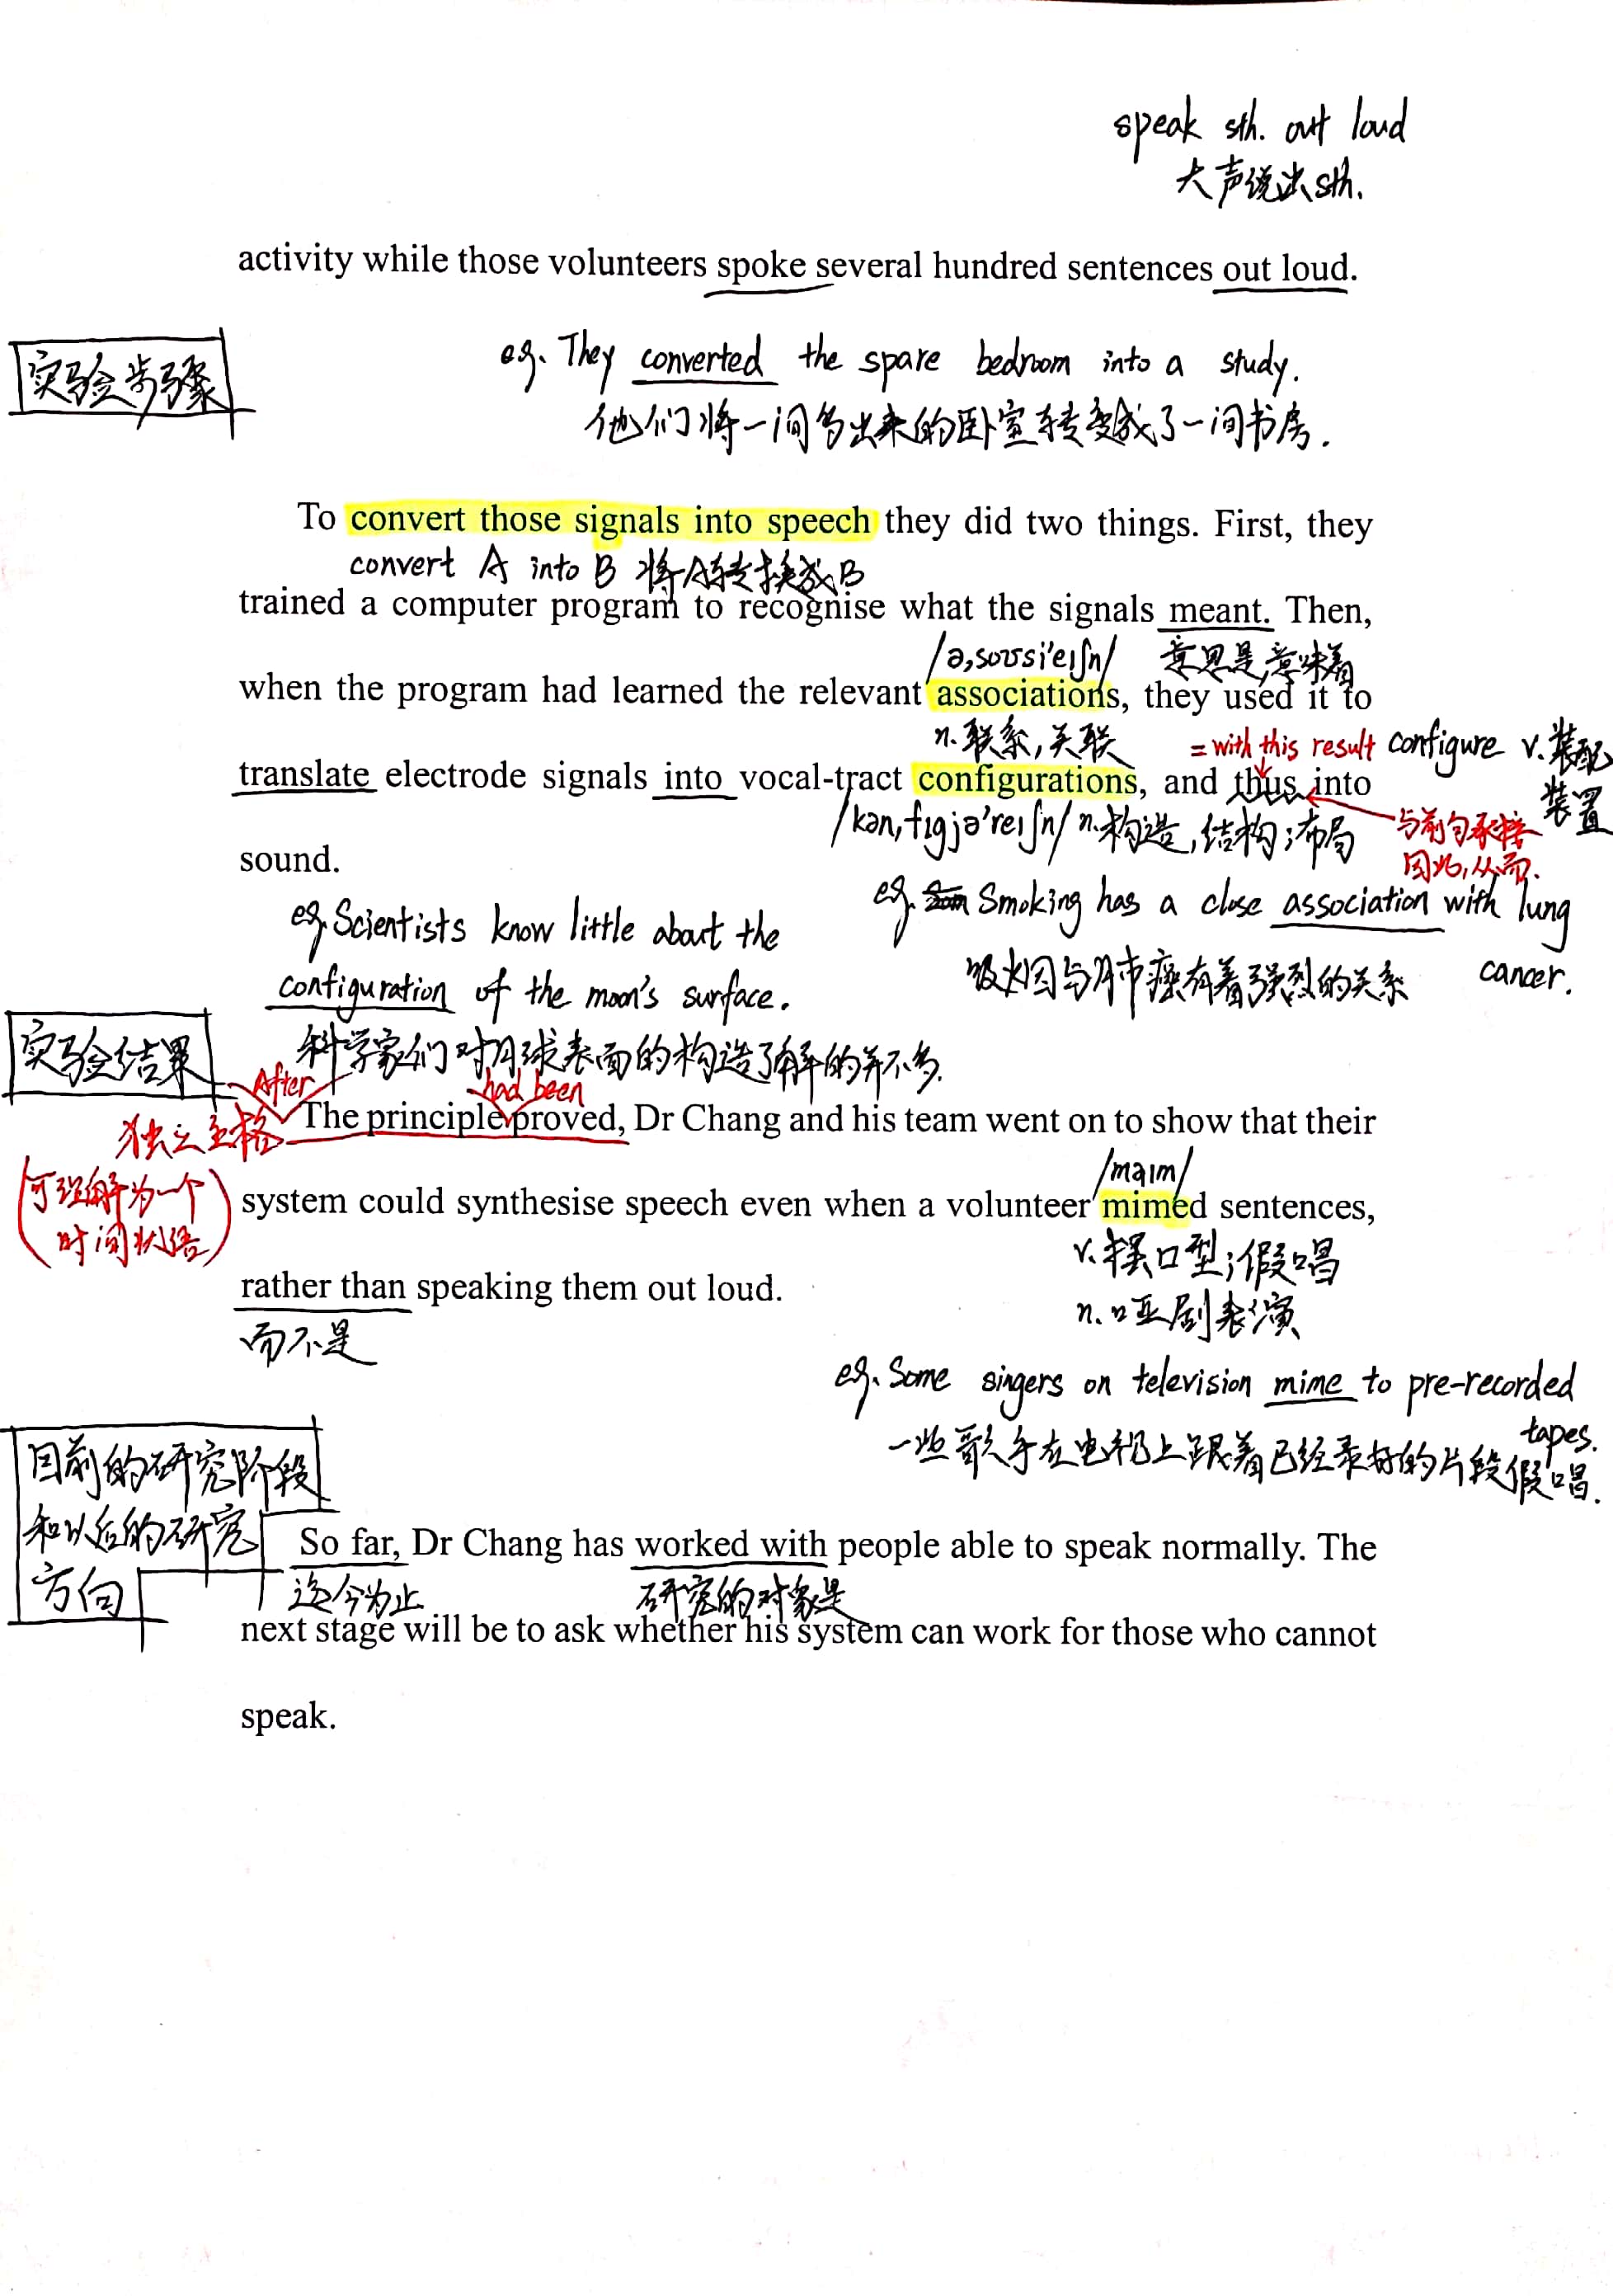 speak sth. out loud
大声说出sth.
activity while those volunteers spoke several hundred sentences out loud.
实验步骤
eg. They converted the spare bedroom into a study.
他们将一间多出来的卧室转变成了一间书房.
To convert those signals into speech they did two things. First, they
convert A into B 将A转换成B
trained a computer program to recognise what the signals meant. Then,
/ə,soʊsi'eɪʃn/ 意思是,意味着
when the program had learned the relevant associations, they used it to
n.联系,关联
=with this result
configure v.装配
装置
translate electrode signals into vocal-tract configurations, and thus into
/kən,fɪgjə'reɪʃn/ n.构造,结构;布局
与前句承接
因此,从而.
sound.
eg. Smoking has a close association with lung
cancer.
吸烟与肺癌有着强烈的关系
eg. Scientists know little about the
configuration of the moon's surface.
科学家们对月球表面的构造了解的并不多.
实验结果
After
had been
独立主格
The principle proved, Dr Chang and his team went on to show that their
(可理解为一个
时间状语)
/maɪm/
system could synthesise speech even when a volunteer mimed sentences,
v.摆口型;假唱
rather than speaking them out loud.
n.哑剧表演
而不是
eg. Some singers on television mime to pre-recorded
tapes.
一些歌手在电视上跟着已经录好的片段假唱.
目前的研究阶段
和以后的研究
方向
So far, Dr Chang has worked with people able to speak normally. The
迄今为止 研究的对象是
next stage will be to ask whether his system can work for those who cannot
speak.